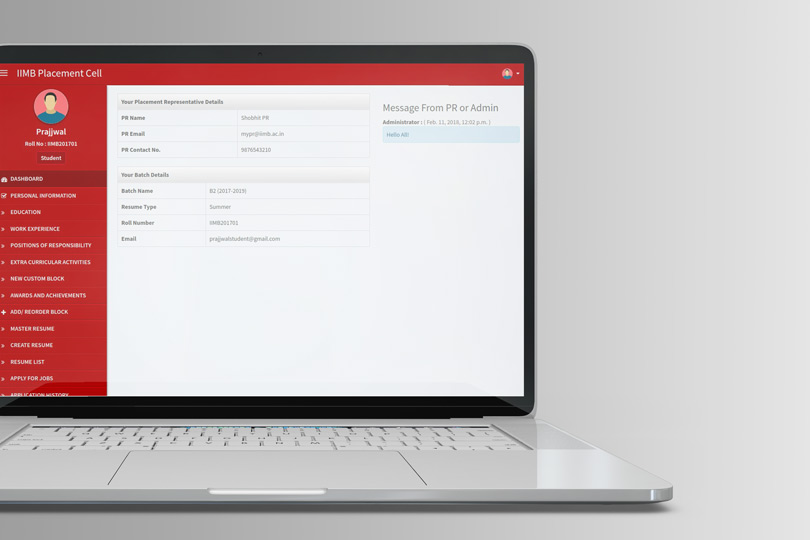 IIMB Placement Cell
Prajjwal
Roll No : IIMB201701
Student
DASHBOARD
PERSONAL INFORMATION
EDUCATION
WORK EXPERIENCE
POSITIONS OF RESPONSIBILITY
EXTRA CURRICULAR ACTIVITIES
NEW CUSTOM BLOCK
AWARDS AND ACHIEVEMENTS
ADD/ REORDER BLOCK
MASTER RESUME
CREATE RESUME
RESUME LIST
APPLY FOR JOBS
APPLICATION HISTORY
Your Placement Representative Details
PR Name Shobhit PR
PR Email mypr@iimb.ac.in
PR Contact No. 9876543210
Your Batch Details
Batch Name B2 (2017-2019)
Resume Type Summer
Roll Number IIMB201701
Email prajjwalstudent@gmail.com
Message From PR or Admin
Administrator : ( Feb. 11, 2018, 12:02 p.m. )
Hello All!